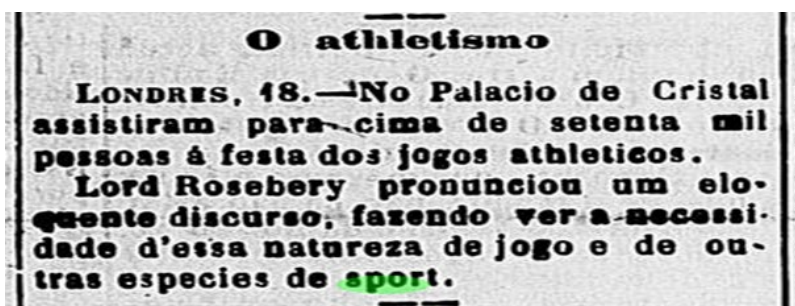 O athletismo
LONDRES, 18.—No Palacio de Cristal
assistiram para cima de setenta mil
pessoas á festa dos jogos athleticos.
Lord Rosebery pronunciou um elo-
quente discurso, fazendo ver a necessi-
dade d'essa natureza de jogo e de ou-
tras especies de sport.